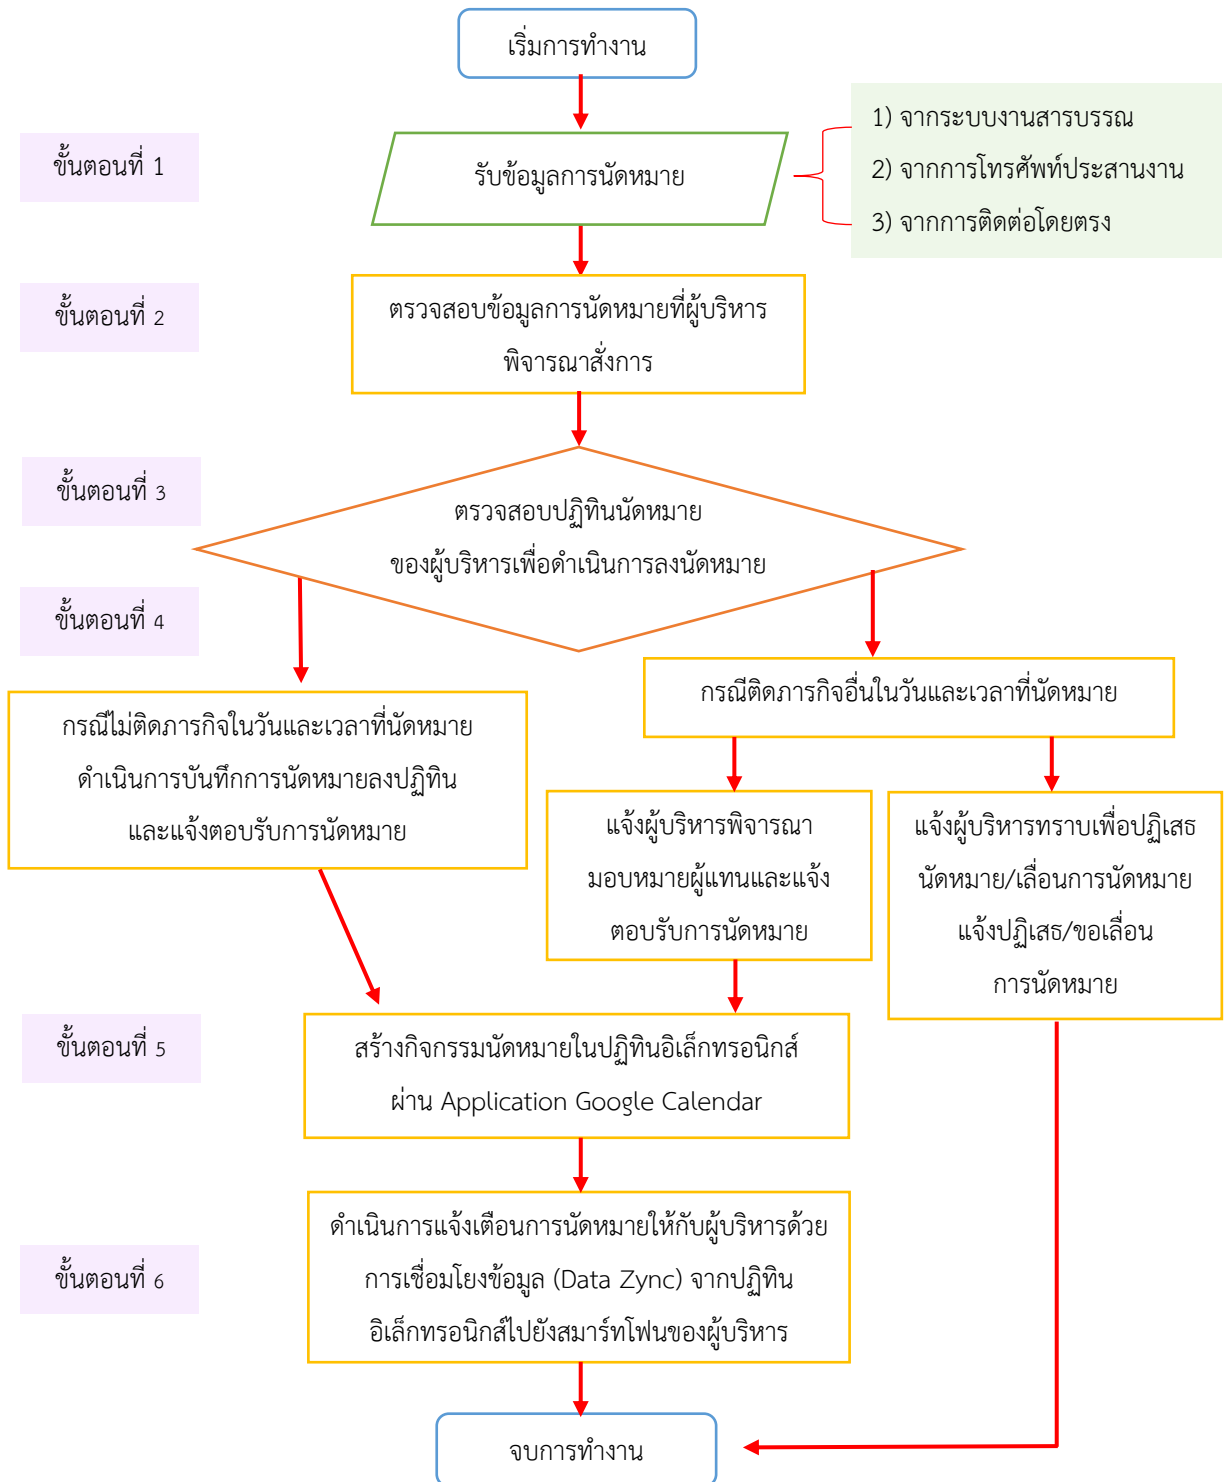 เริ่มการทำงาน
ขั้นตอนที่ 1
รับข้อมูลการนัดหมาย
1) จากระบบงานสารบรรณ
2) จากการโทรศัพท์ประสานงาน
3) จากการติดต่อโดยตรง
ขั้นตอนที่ 2
ตรวจสอบข้อมูลการนัดหมายที่ผู้บริหาร
พิจารณาสั่งการ
ขั้นตอนที่ 3
ตรวจสอบปฏิทินนัดหมาย
ของผู้บริหารเพื่อดำเนินการลงนัดหมาย
ขั้นตอนที่ 4
กรณีไม่ติดภารกิจในวันและเวลาที่นัดหมาย
ดำเนินการบันทึกการนัดหมายลงปฏิทิน
และแจ้งตอบรับการนัดหมาย
กรณีติดภารกิจอื่นในวันและเวลาที่นัดหมาย
แจ้งผู้บริหารพิจารณา
มอบหมายผู้แทนและแจ้ง
ตอบรับการนัดหมาย
แจ้งผู้บริหารทราบเพื่อปฏิเสธ
นัดหมาย/เลื่อนการนัดหมาย
แจ้งปฏิเสธ/ขอเลื่อน
การนัดหมาย
ขั้นตอนที่ 5
สร้างกิจกรรมนัดหมายในปฏิทินอิเล็กทรอนิกส์
ผ่าน Application Google Calendar
ขั้นตอนที่ 6
ดำเนินการแจ้งเตือนการนัดหมายให้กับผู้บริหารด้วย
การเชื่อมโยงข้อมูล (Data Zync) จากปฏิทิน
อิเล็กทรอนิกส์ไปยังสมาร์ทโฟนของผู้บริหาร
จบการทำงาน